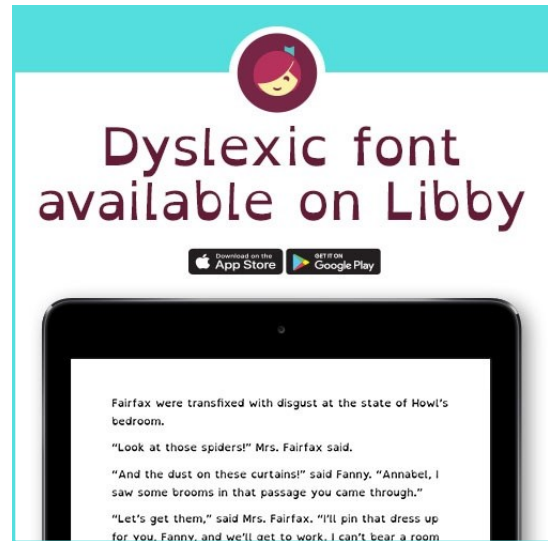 Dyslexic font
available on Libby
Download on the
App Store
GET IT ON
Google Play
Fairfax were transfixed with disgust at the state of Howl's
bedroom.
"Look at those spiders!" Mrs. Fairfax said.
"And the dust on these curtains!" said Fanny. "Annabel, I
saw some brooms in that passage you came through."
"Let's get them," said Mrs. Fairfax. "I'll pin that dress up
for you, Fanny, and we'll get to work. I can't bear a room